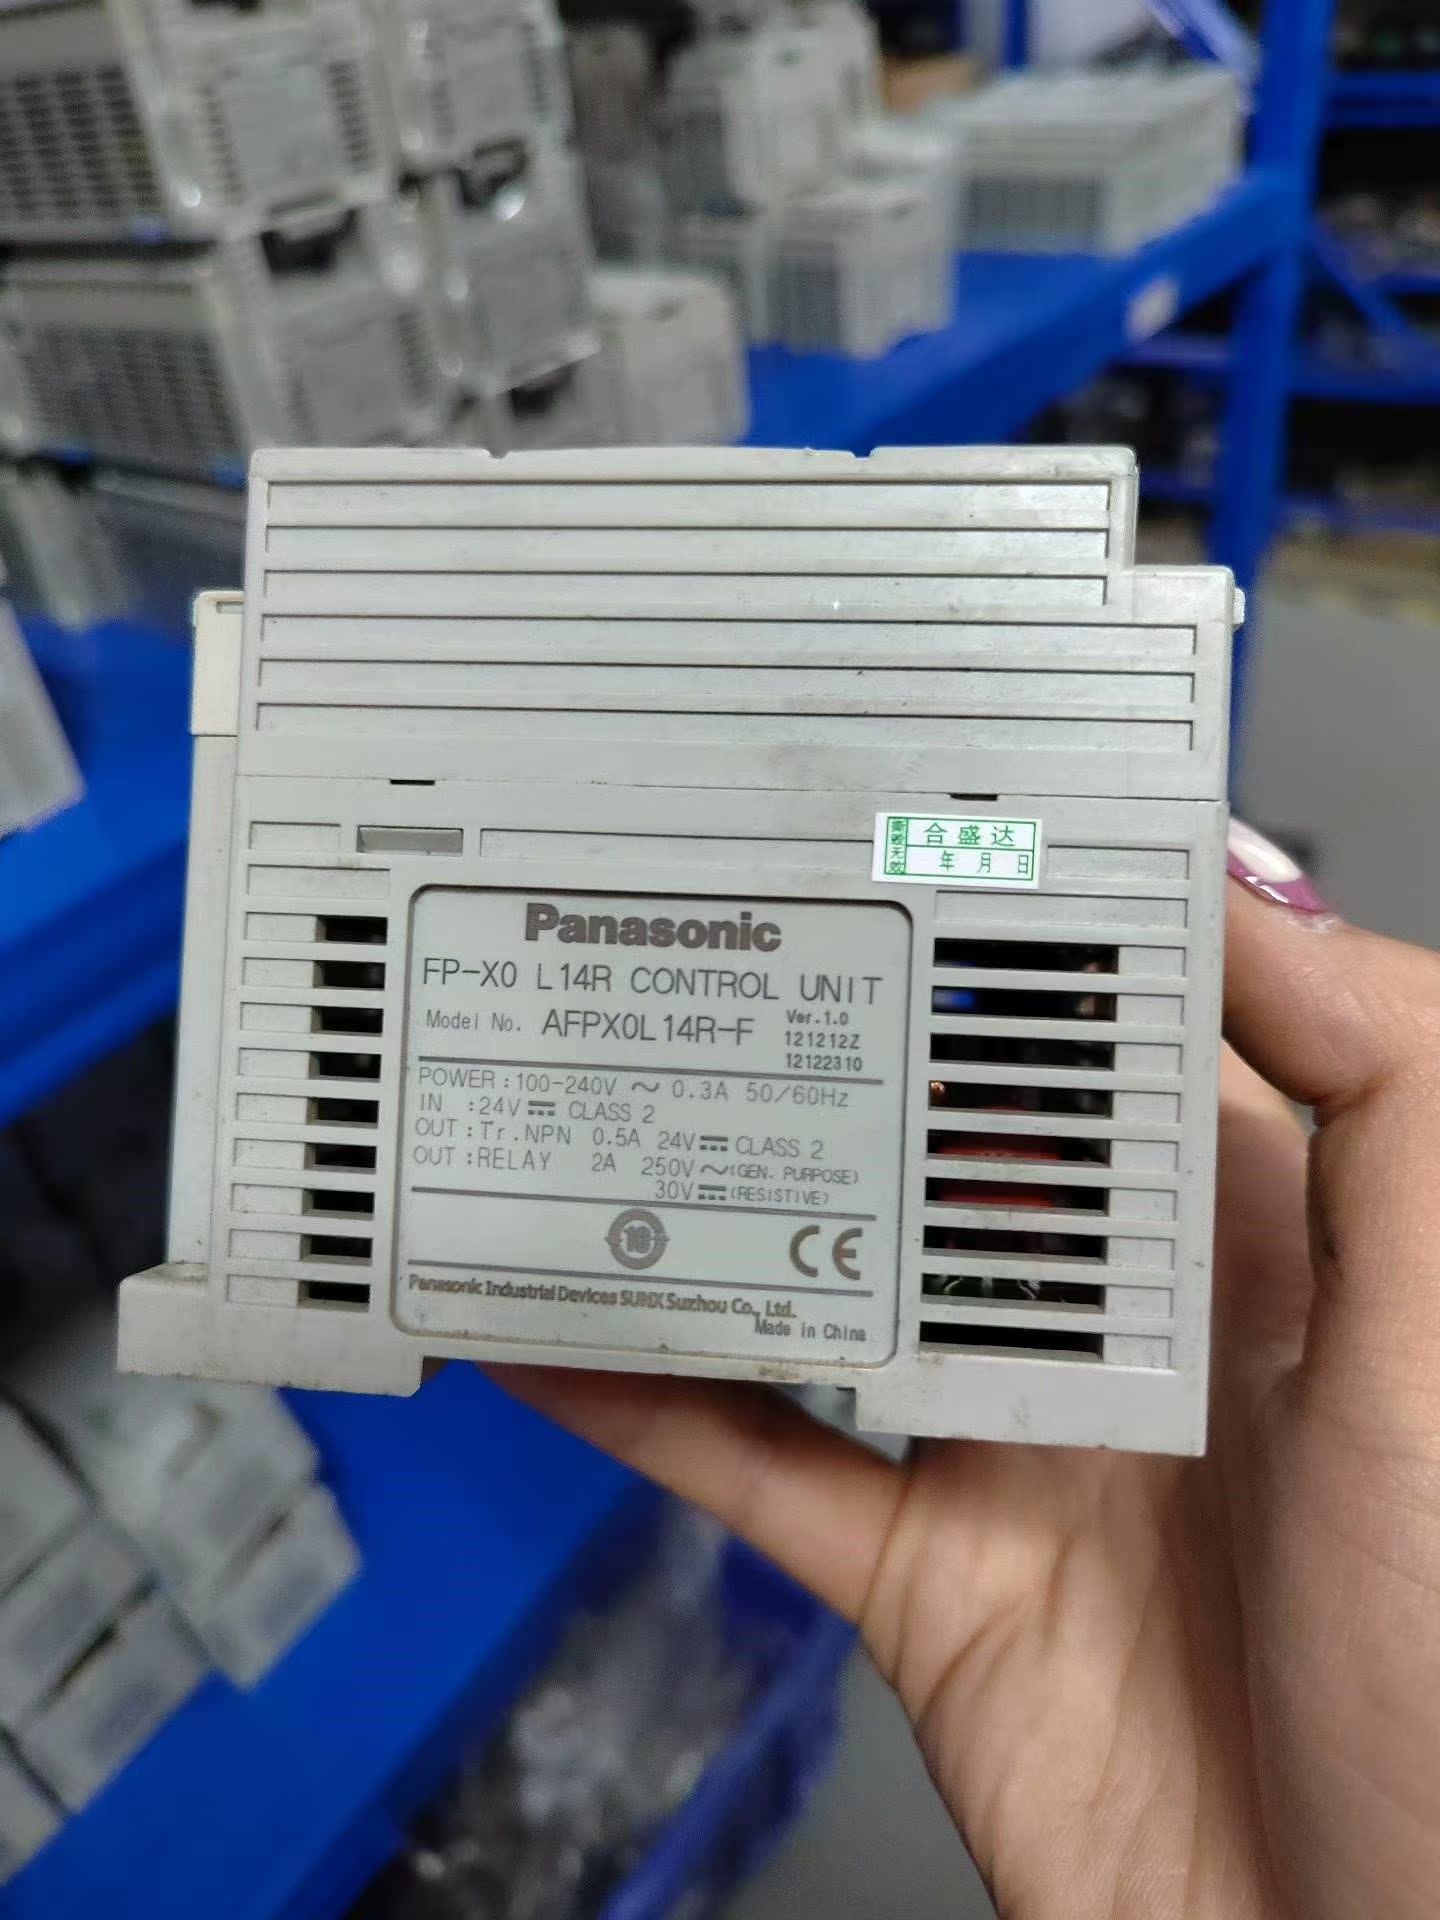 合盛达
年 月 日
Panasonic
FP-X0 L14R CONTROL UNIT
Model No. AFPX0L14R-F
Ver.1.0
121212Z
12122310
POWER:100-240V ~ 0.3A 50/60Hz
IN :24V⎓ CLASS 2
OUT:Tr.NPN 0.5A 24V⎓ CLASS 2
OUT:RELAY 2A 250V~(GEN. PURPOSE)
30V⎓(RESISTIVE)
10
CE
Panasonic Industrial Devices SUNX Suzhou Co., Ltd.
Made in China